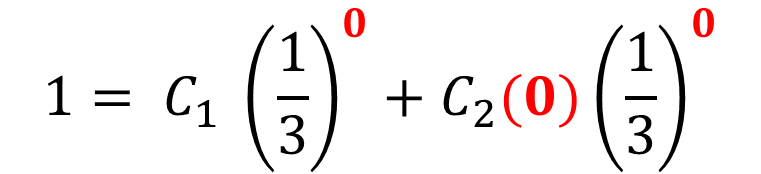 1 = C₁ (1/3)⁰ + C₂(0) (1/3)⁰